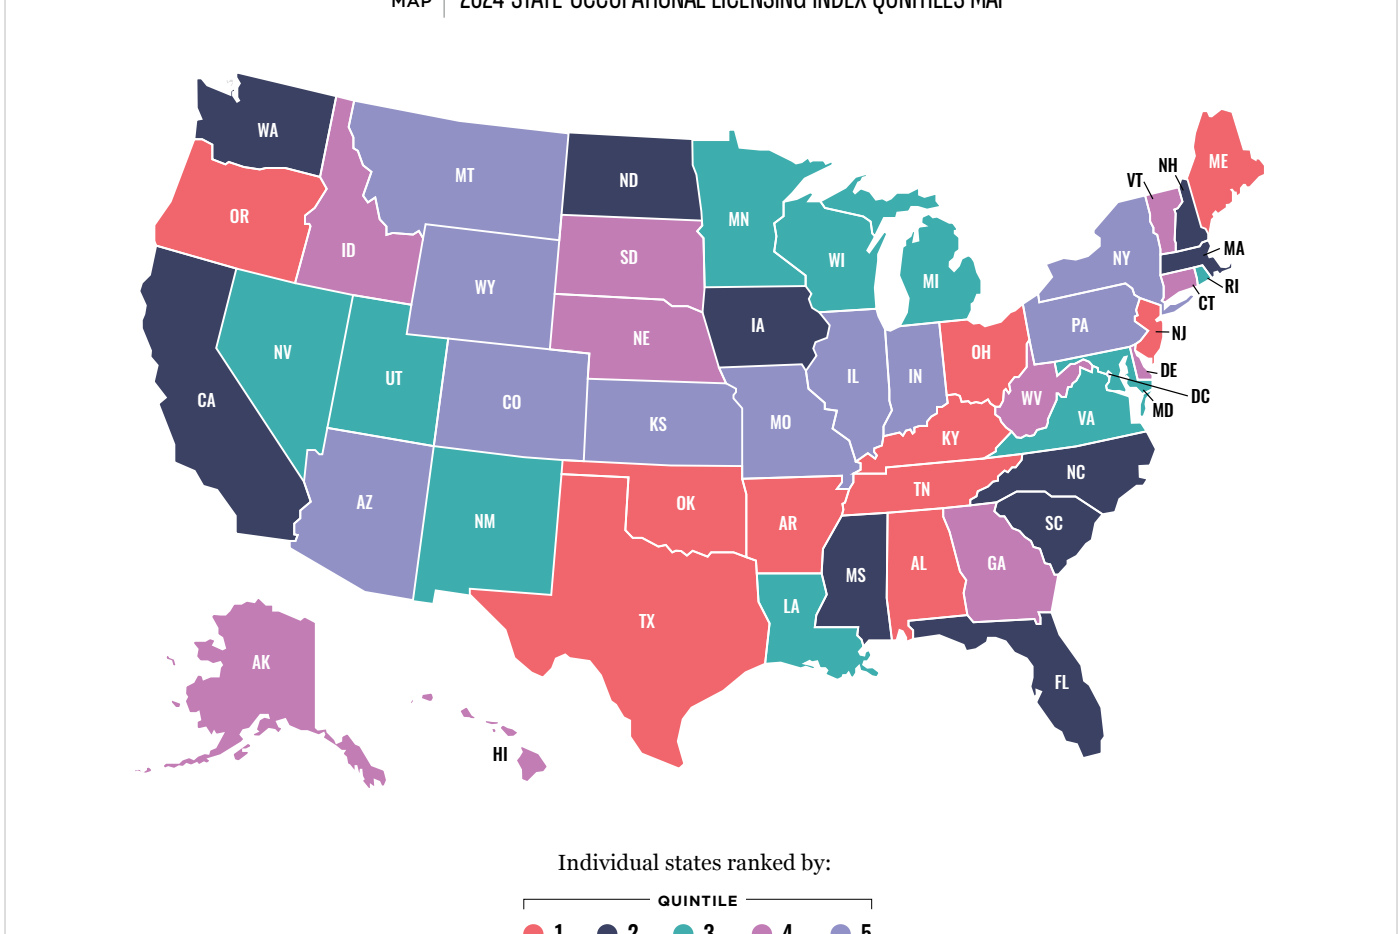 MAP | 2024 STATE OCCUPATIONAL LICENSING INDEX QUNITILES MAP
WA
MT
ND
MN
OR
ID
SD
WI
MI
NH
VT
ME
NY
MA
RI
CT
WY
NE
IA
PA
NJ
OH
NV
UT
CO
IL
IN
DE
DC
MD
WV
VA
CA
KS
MO
KY
NC
AZ
NM
OK
AR
TN
SC
MS
AL
GA
LA
TX
AK
FL
HI
Individual states ranked by:
QUINTILE
1 2 3 4 5